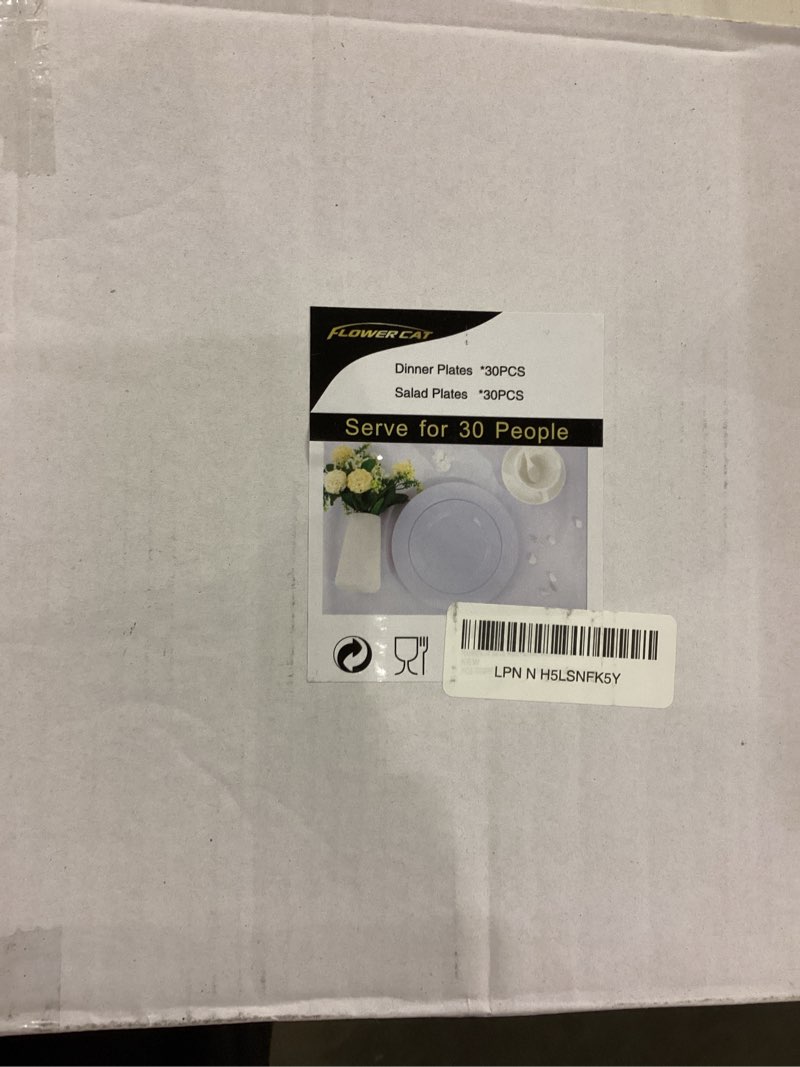 FLOWER CAT
Dinner Plates *30PCS
Salad Plates *30PCS
Serve for 30 People
NEW
LPN N H5LSNFK5Y